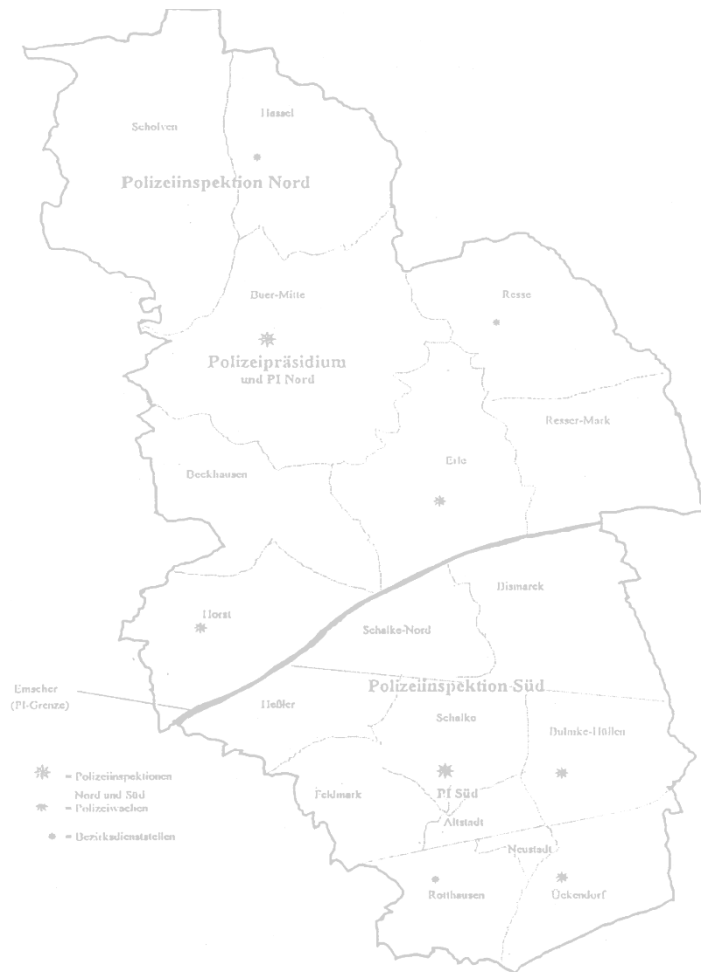 Hassel
Scholven
Polizeiinspektion Nord
Buer-Mitte
Resse
Polizeipräsidium
und PI Nord
Resser-Mark
Beckhausen
Erle
Bismarck
Horst
Schalke-Nord
Emscher
(PI-Grenze)
Polizeiinspektion Süd
Heßler
Schalke
Bulmke-Hüllen
= Polizeiinspektionen
Nord und Süd
= Polizeiwachen
= Bezirksdienststellen
Feldmark
PI Süd
Altstadt
Neustadt
Rotthausen
Ückendorf